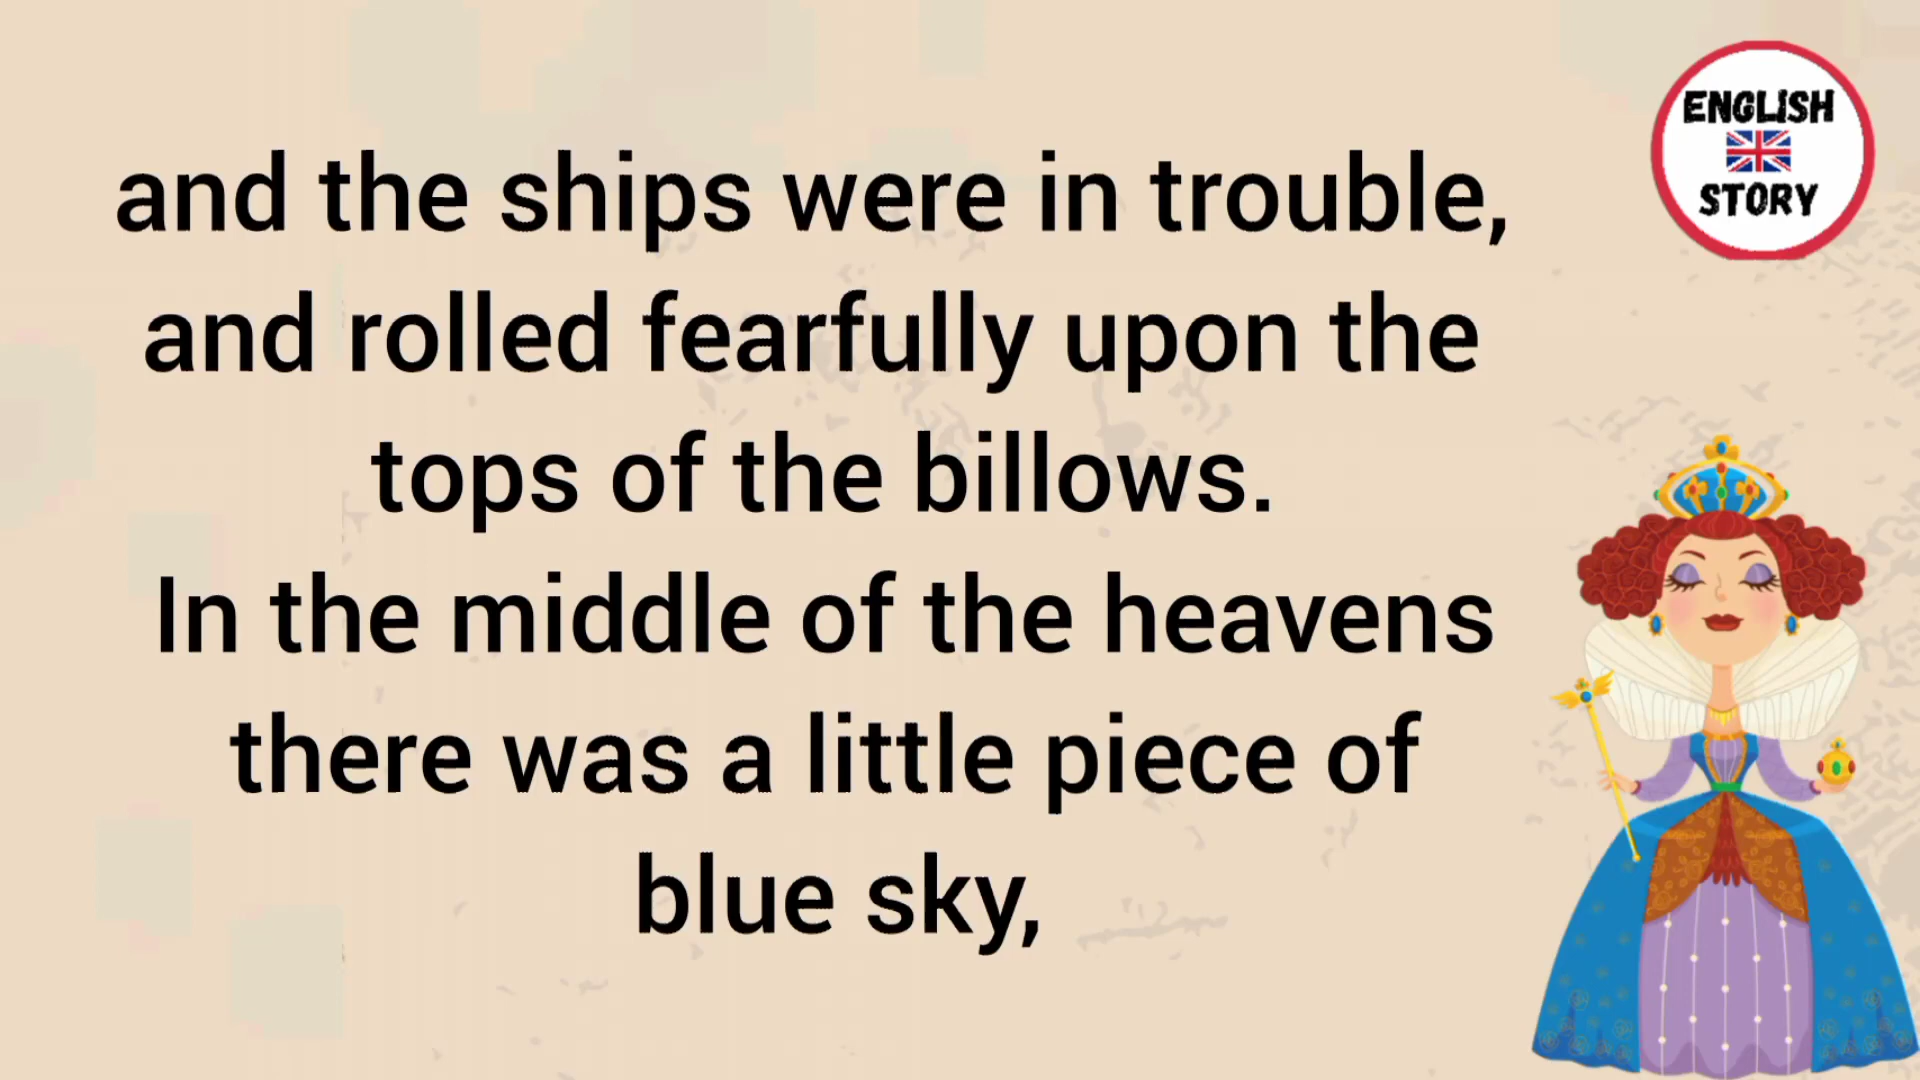 and the ships were in trouble,
and rolled fearfully upon the
tops of the billows.
In the middle of the heavens
there was a little piece of
blue sky,
ENGLISH
STORY